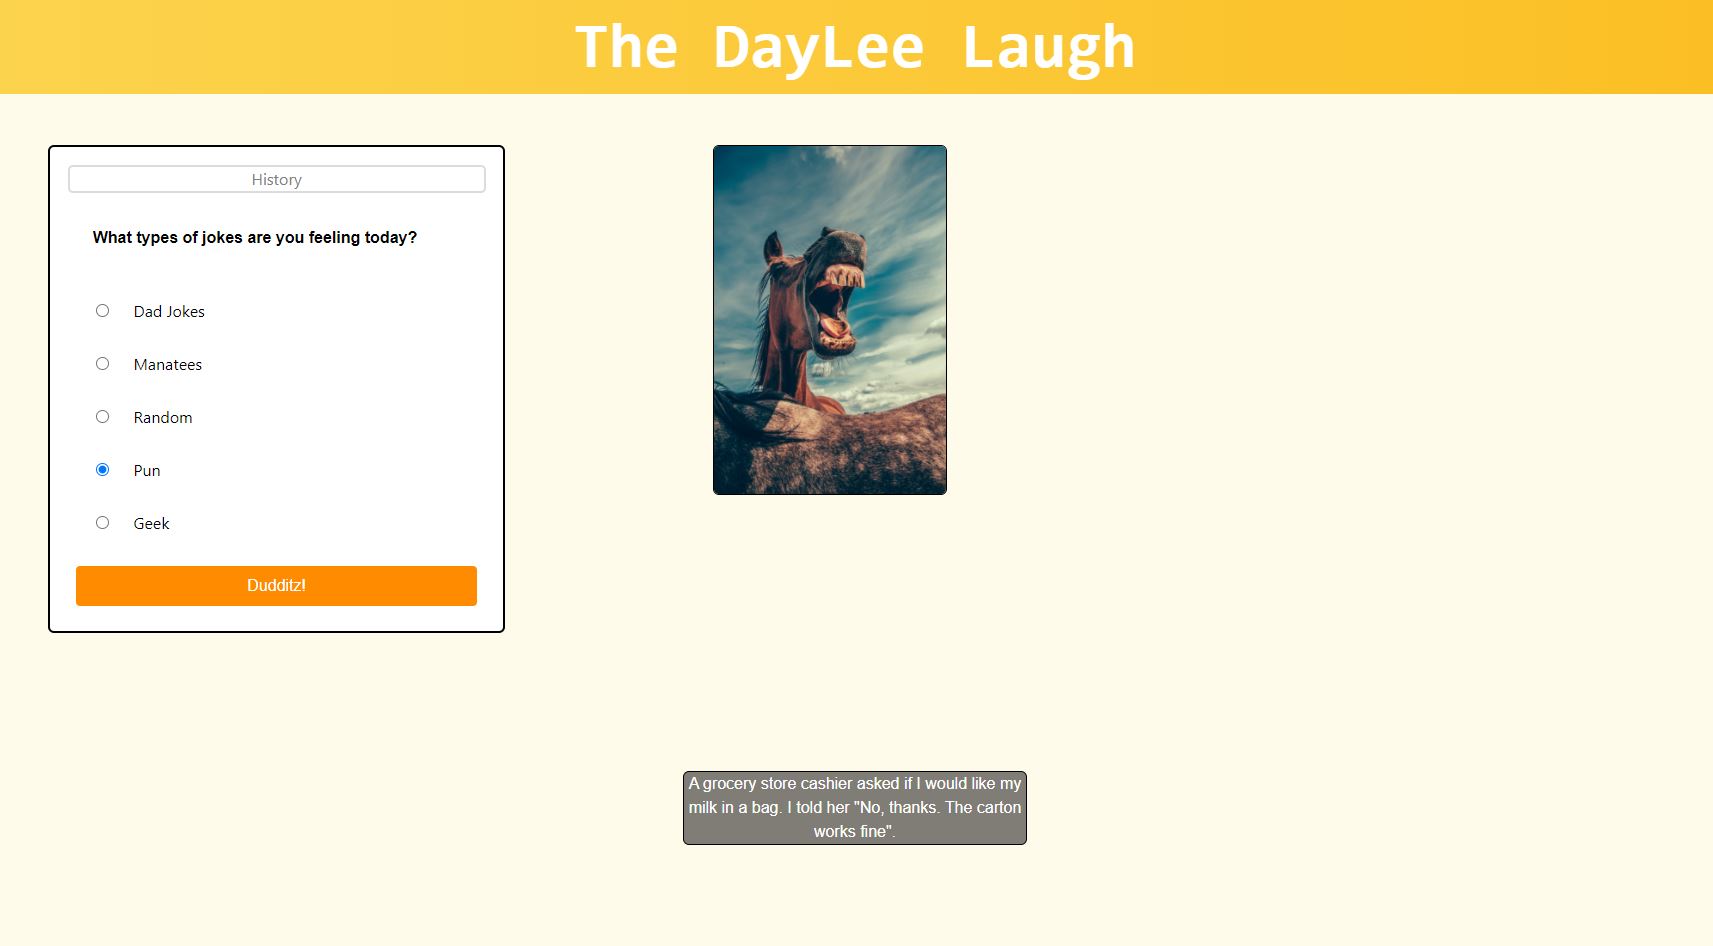 The DayLee Laugh
History
What types of jokes are you feeling today?
Dad Jokes
Manatees
Random
Pun
Geek
Dudditz!
A grocery store cashier asked if I would like my
milk in a bag. I told her "No, thanks. The carton
works fine".